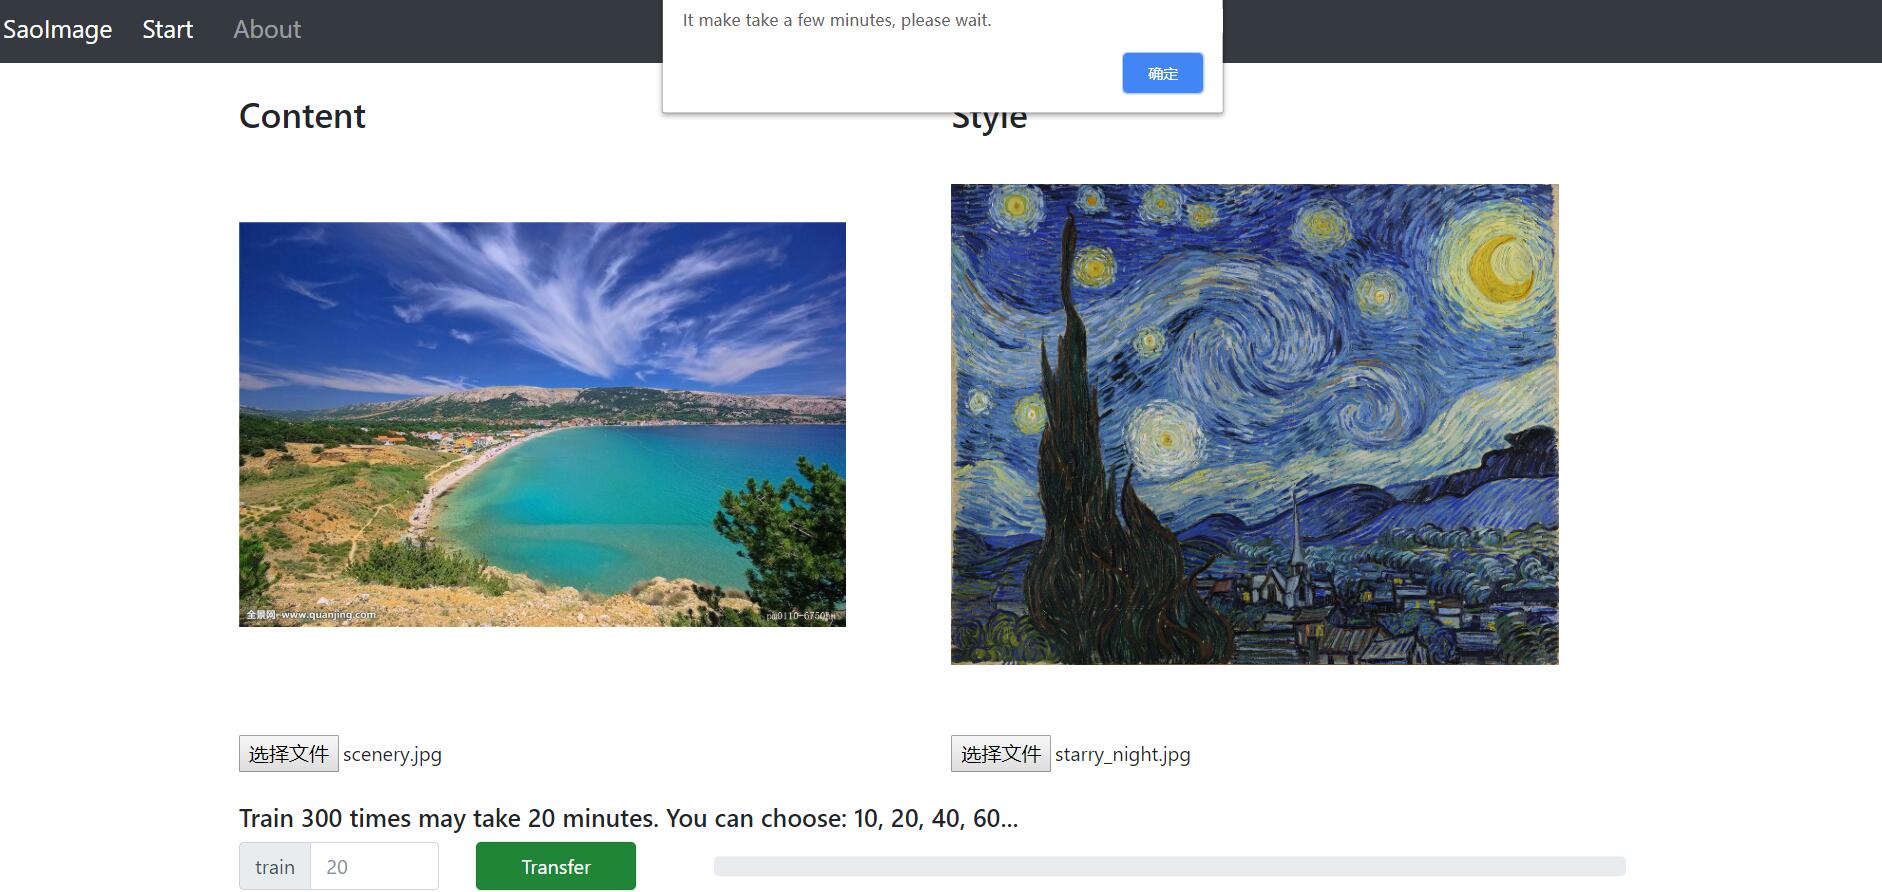 SaoImage Start About
It make take a few minutes, please wait.
确定
Content
Style
全景网 www.quanjing.com
选择文件 scenery.jpg
选择文件 starry_night.jpg
Train 300 times may take 20 minutes. You can choose: 10, 20, 40, 60...
train 20 Transfer